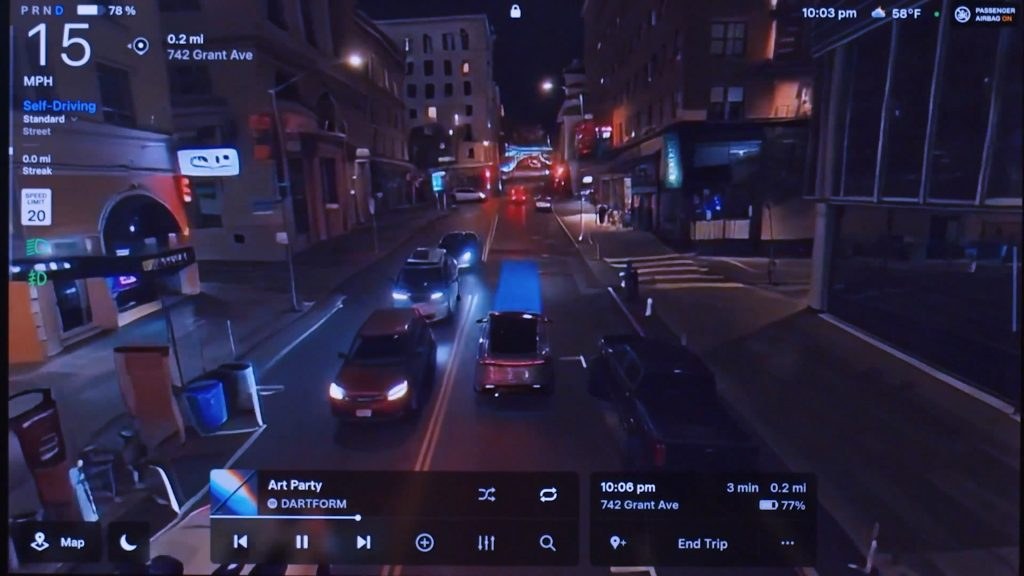 PRND
78 %
15
MPH
0.2 mi
742 Grant Ave
10:03 pm
58°F
PASSENGER
AIRBAG ON
Self-Driving
Standard
Street
0.0 mi
Streak
SPEED
LIMIT
20
Art Party
DARTFORM
10:06 pm
3 min 0.2 mi
742 Grant Ave
77%
Map
End Trip